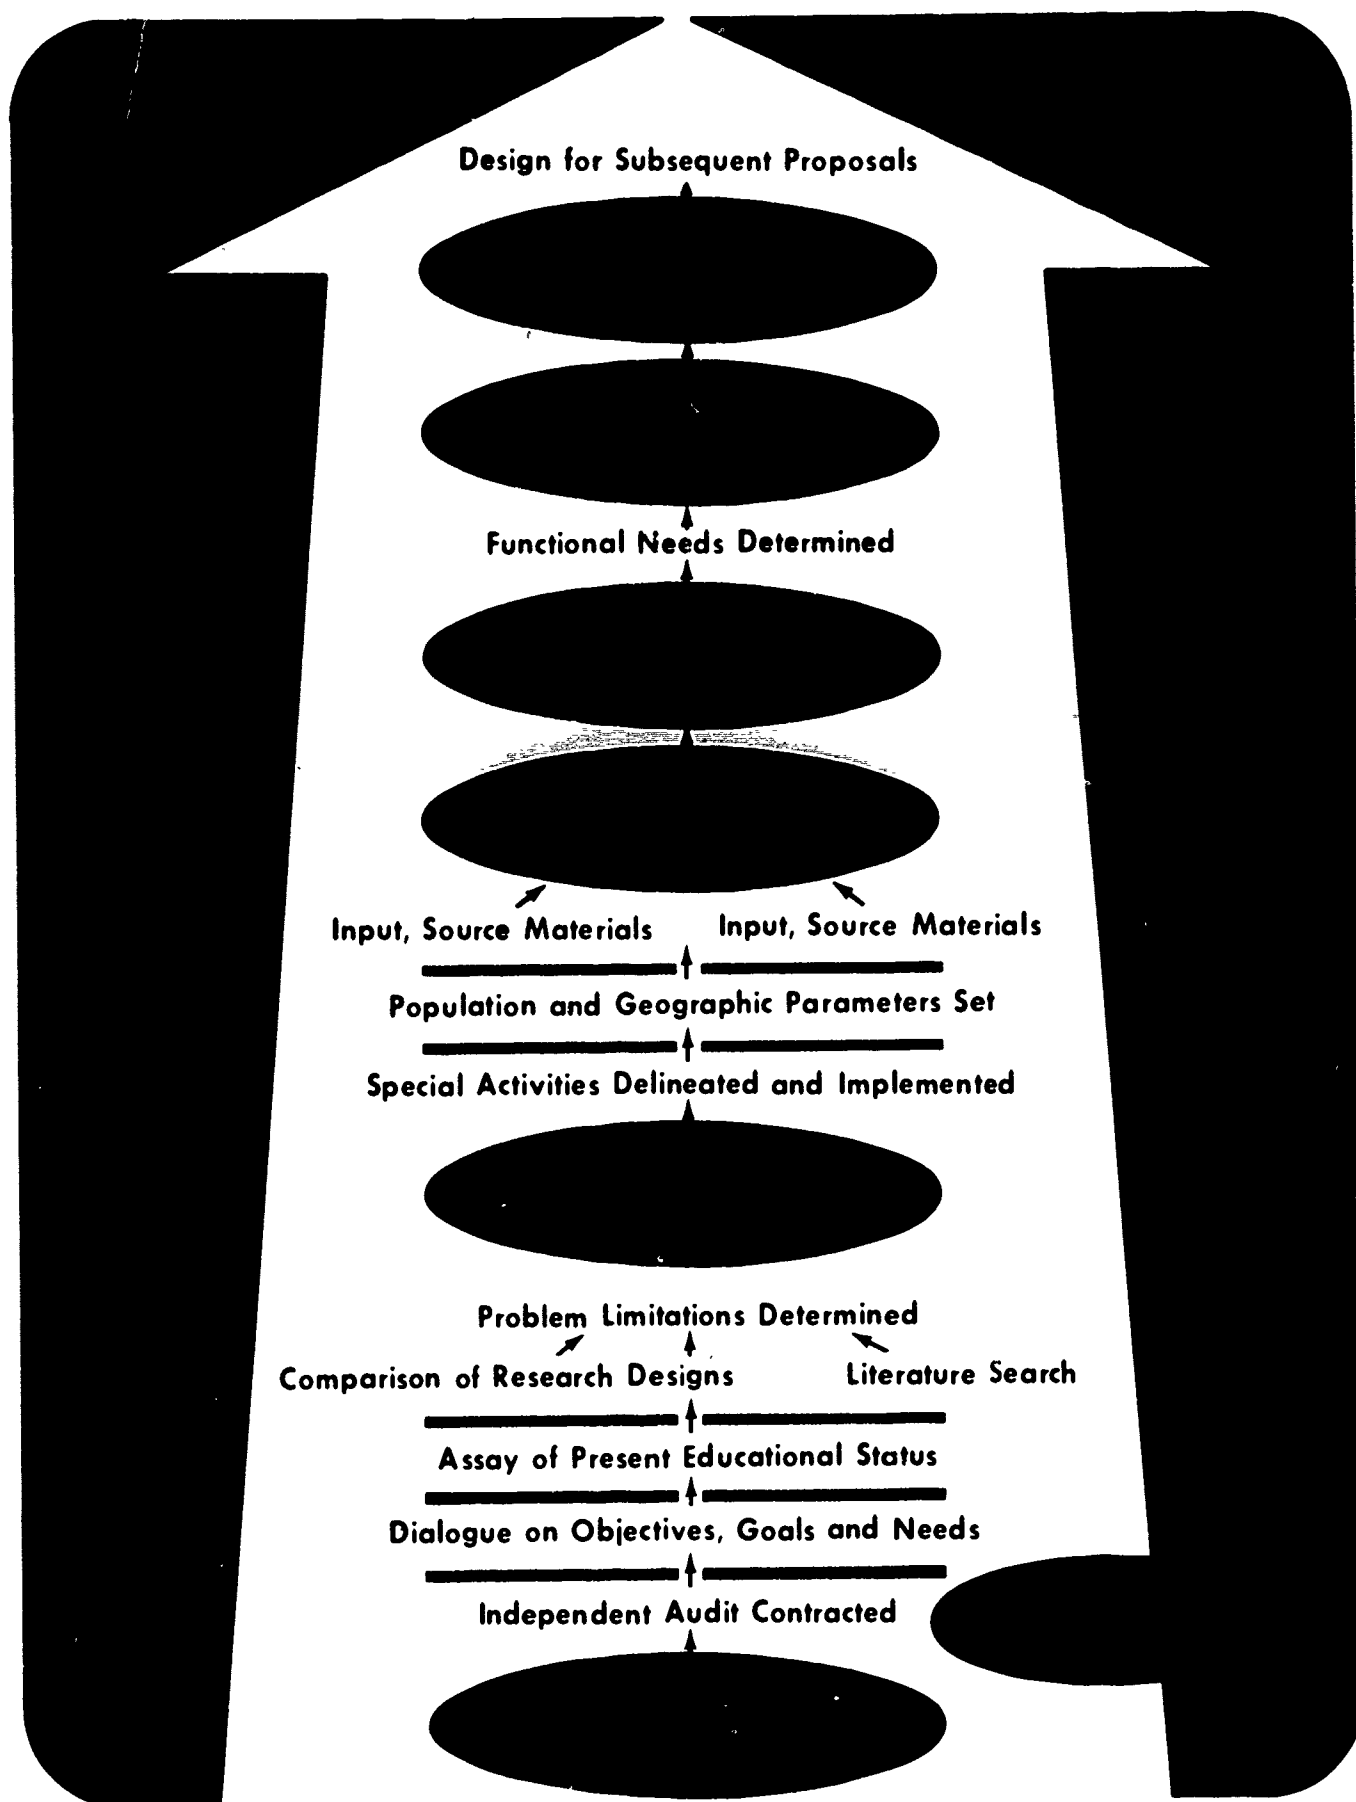 Design for Subsequent Proposals
Functional Needs Determined
Input, Source Materials
Input, Source Materials
Population and Geographic Parameters Set
Special Activities Delineated and Implemented
Problem Limitations Determined
Comparison of Research Designs
Literature Search
Assay of Present Educational Status
Dialogue on Objectives, Goals and Needs
Independent Audit Contracted